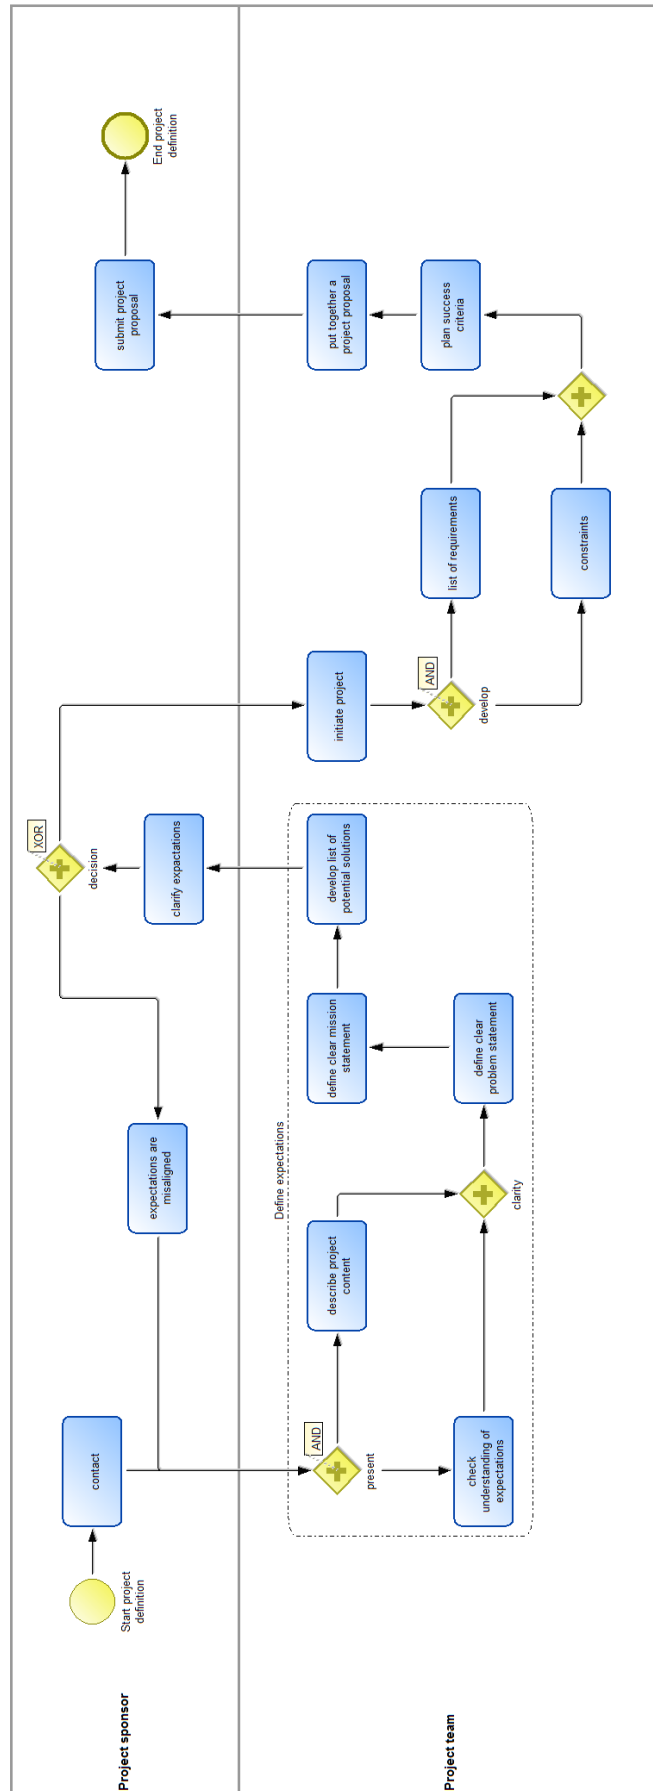 Project sponsor
Start project
definition
contact
expectations are
misaligned
XOR
decision
clarify expactations
submit project
proposal
End project
definition
Project team
Define expectations
AND
present
check
understanding of
expectations
describe project
content
clarity
define clear
problem statement
define clear mission
statement
develop list of
potential solutions
initiate project
AND
develop
list of requirements
constraints
plan success
criteria
put together a
project proposal